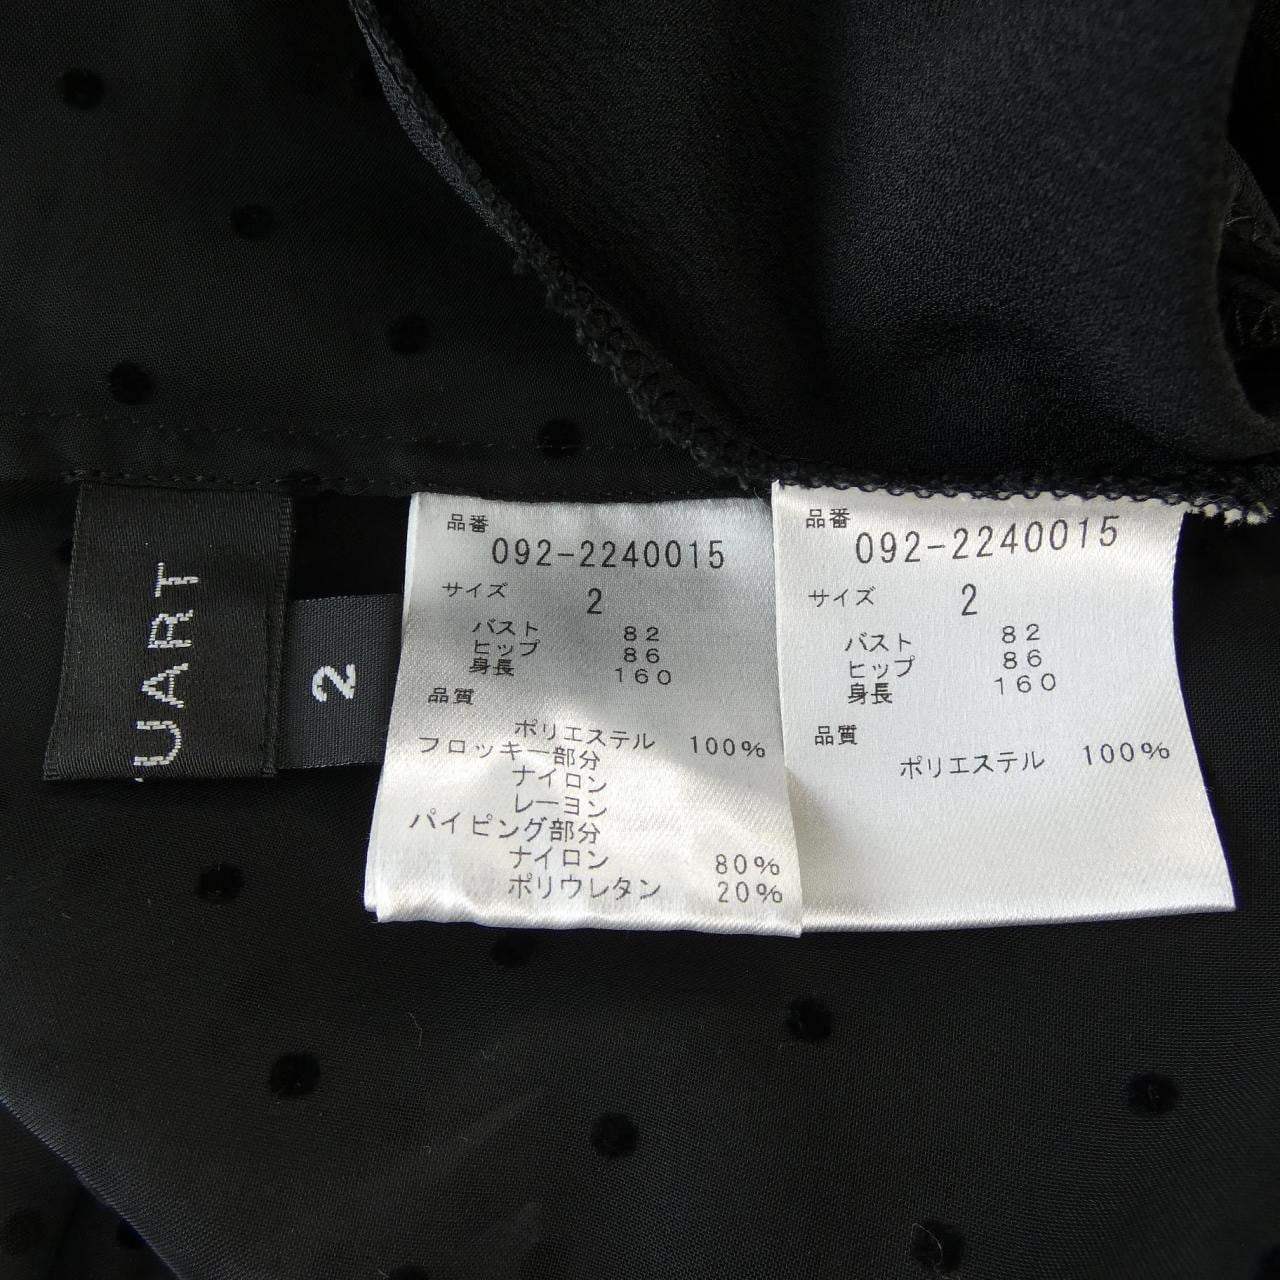 UART
2
品番
092-2240015
サイズ 2
バスト 82
ヒップ 86
身長 160
品質
ポリエステル 100%
フロッキー部分
ナイロン
レーヨン
パイピング部分
ナイロン 80%
ポリウレタン 20%
品番
092-2240015
サイズ 2
バスト 82
ヒップ 86
身長 160
品質
ポリエステル 100%